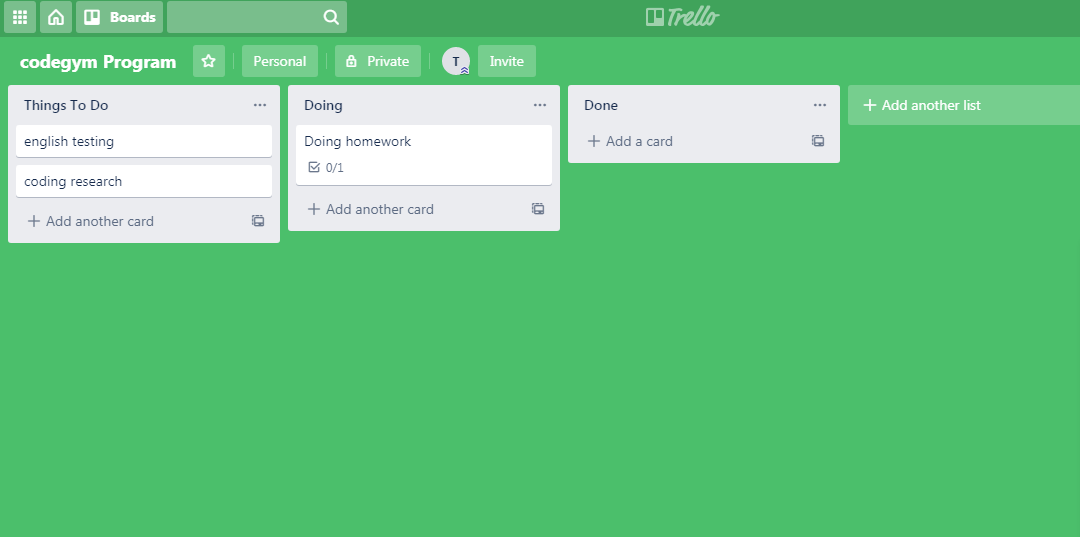 Boards
Trello
codegym Program
Personal
Private
T
Invite
Things To Do
english testing
coding research
Add another card
Doing
Doing homework
0/1
Add another card
Done
Add a card
Add another list